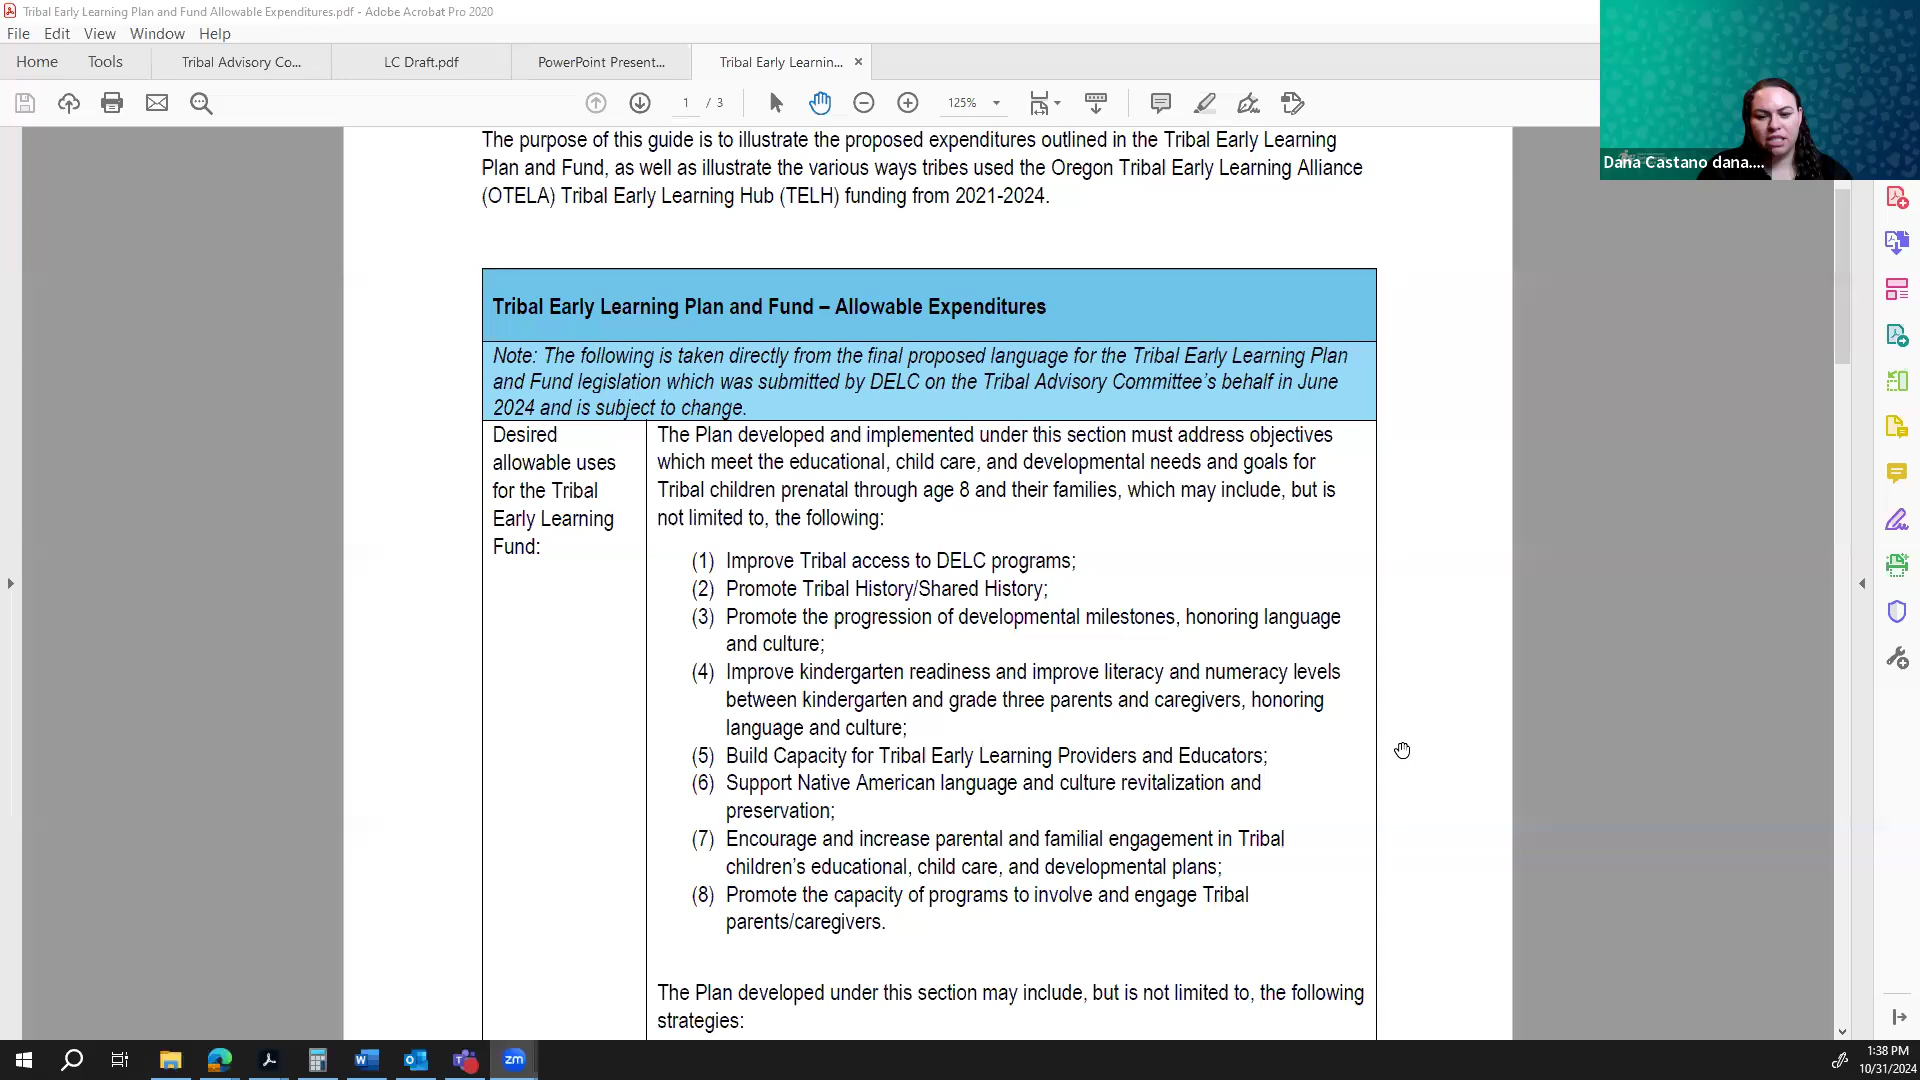 Tribal Early Learning Plan and Fund Allowable Expenditures.pdf - Adobe Acrobat Pro 2020
File Edit View Window Help
Home Tools Tribal Advisory Co... LC Draft.pdf PowerPoint Present... Tribal Early Learnin... ×
1 / 3 125%
Dana Castano dana....
The purpose of this guide is to illustrate the proposed expenditures outlined in the Tribal Early Learning
Plan and Fund, as well as illustrate the various ways tribes used the Oregon Tribal Early Learning Alliance
(OTELA) Tribal Early Learning Hub (TELH) funding from 2021-2024.
Tribal Early Learning Plan and Fund – Allowable Expenditures
Note: The following is taken directly from the final proposed language for the Tribal Early Learning Plan
and Fund legislation which was submitted by DELC on the Tribal Advisory Committee's behalf in June
2024 and is subject to change.
Desired
allowable uses
for the Tribal
Early Learning
Fund:
The Plan developed and implemented under this section must address objectives
which meet the educational, child care, and developmental needs and goals for
Tribal children prenatal through age 8 and their families, which may include, but is
not limited to, the following:
(1) Improve Tribal access to DELC programs;
(2) Promote Tribal History/Shared History;
(3) Promote the progression of developmental milestones, honoring language
and culture;
(4) Improve kindergarten readiness and improve literacy and numeracy levels
between kindergarten and grade three parents and caregivers, honoring
language and culture;
(5) Build Capacity for Tribal Early Learning Providers and Educators;
(6) Support Native American language and culture revitalization and
preservation;
(7) Encourage and increase parental and familial engagement in Tribal
children's educational, child care, and developmental plans;
(8) Promote the capacity of programs to involve and engage Tribal
parents/caregivers.
The Plan developed under this section may include, but is not limited to, the following
strategies:
zm
1:38 PM
10/31/2024